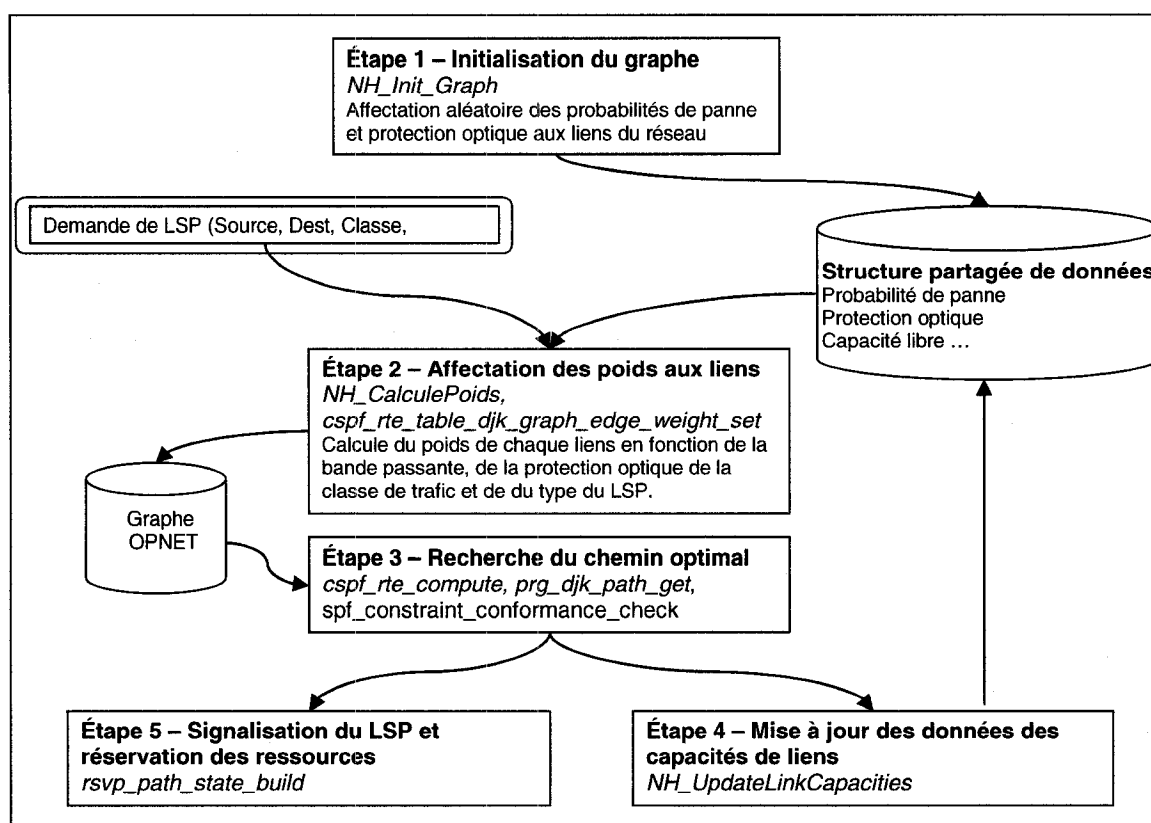 Étape 1 – Initialisation du graphe
NH_Init_Graph
Affectation aléatoire des probabilités de panne
et protection optique aux liens du réseau
Demande de LSP (Source, Dest, Classe,
Structure partagée de données
Probabilité de panne
Protection optique
Capacité libre ...
Étape 2 – Affectation des poids aux liens
NH_CalculePoids,
cspf_rte_table_djk_graph_edge_weight_set
Calcule du poids de chaque liens en fonction de la
bande passante, de la protection optique de la
classe de trafic et de du type du LSP.
Graphe
OPNET
Étape 3 – Recherche du chemin optimal
cspf_rte_compute, prg_djk_path_get,
spf_constraint_conformance_check
Étape 5 – Signalisation du LSP et
réservation des ressources
rsvp_path_state_build
Étape 4 – Mise à jour des données des
capacités de liens
NH_UpdateLinkCapacities